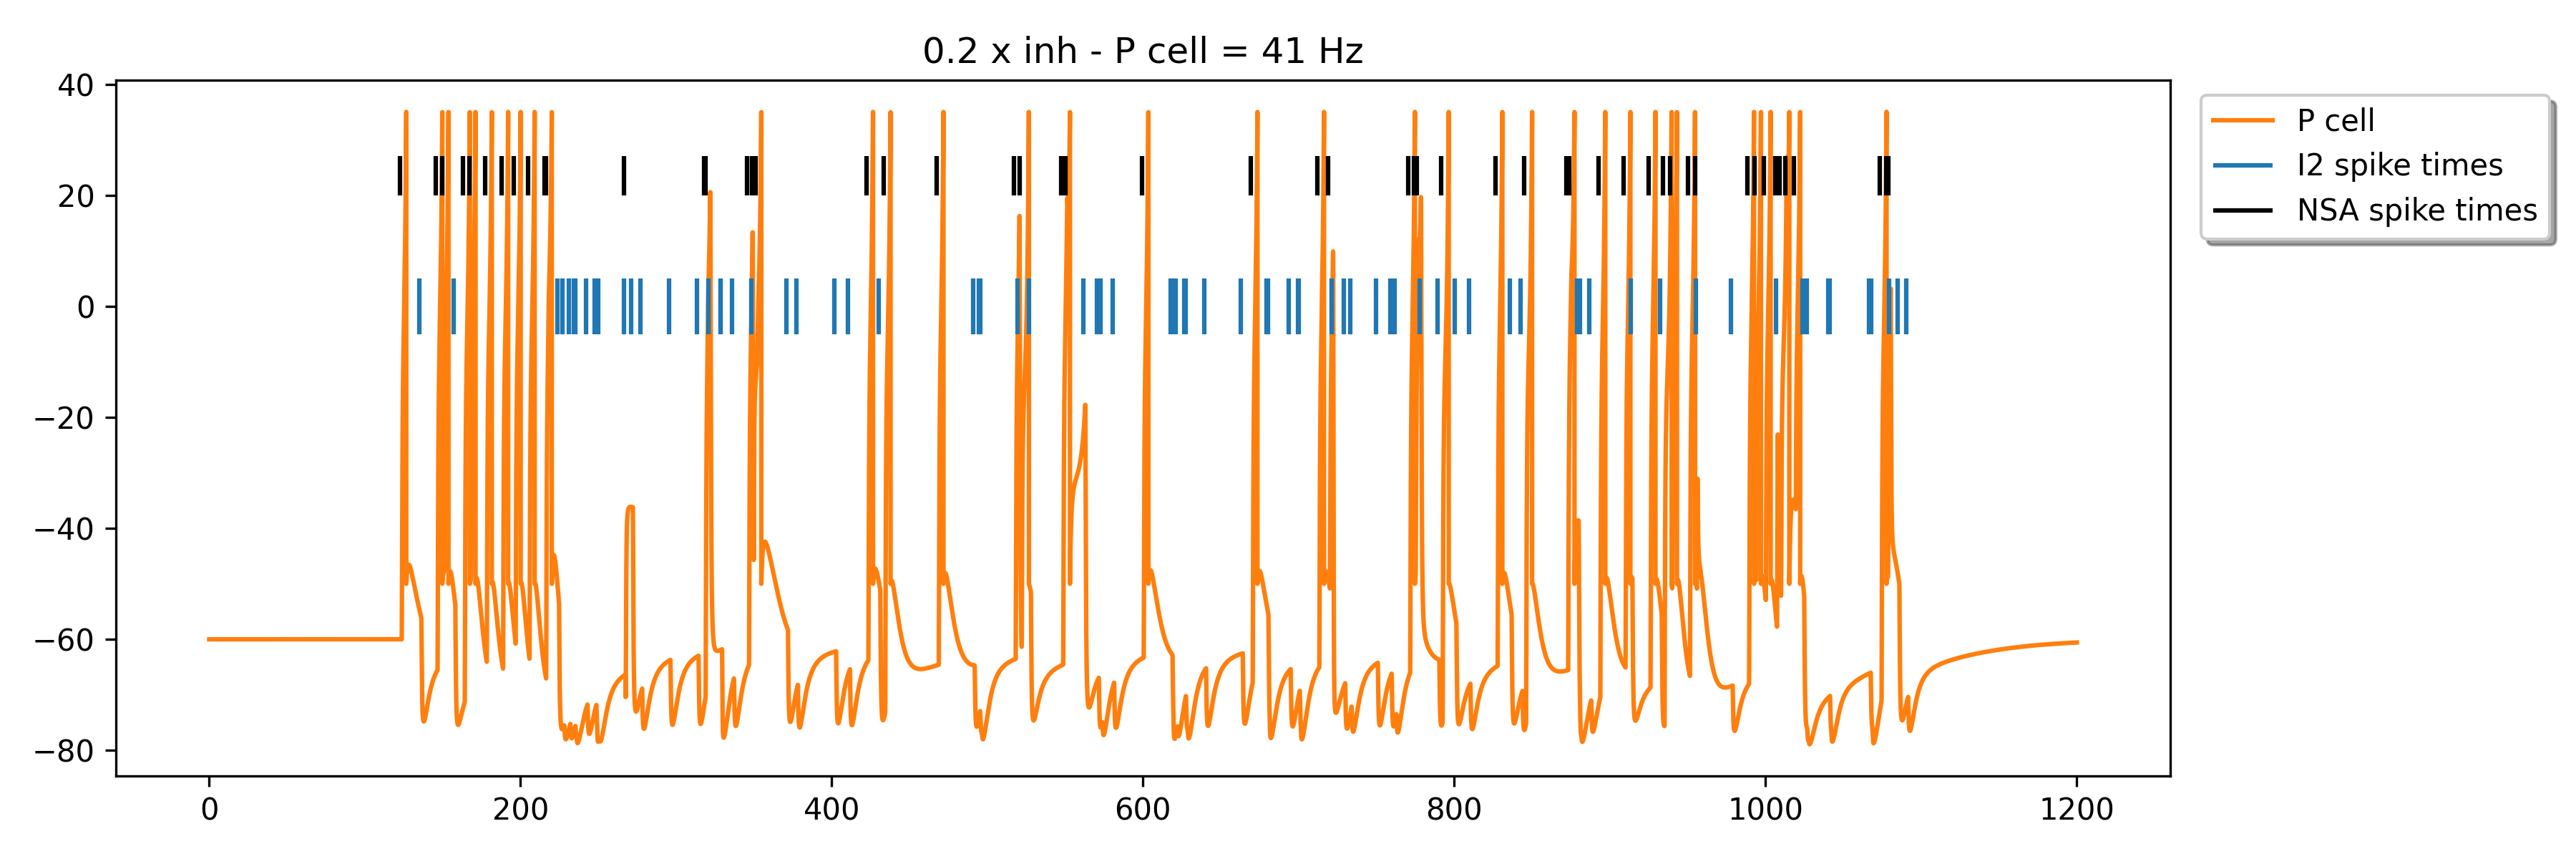 0.2 x inh - P cell = 41 Hz
40
20
0
−20
−40
−60
−80
0 200 400 600 800 1000 1200
P cell
I2 spike times
NSA spike times